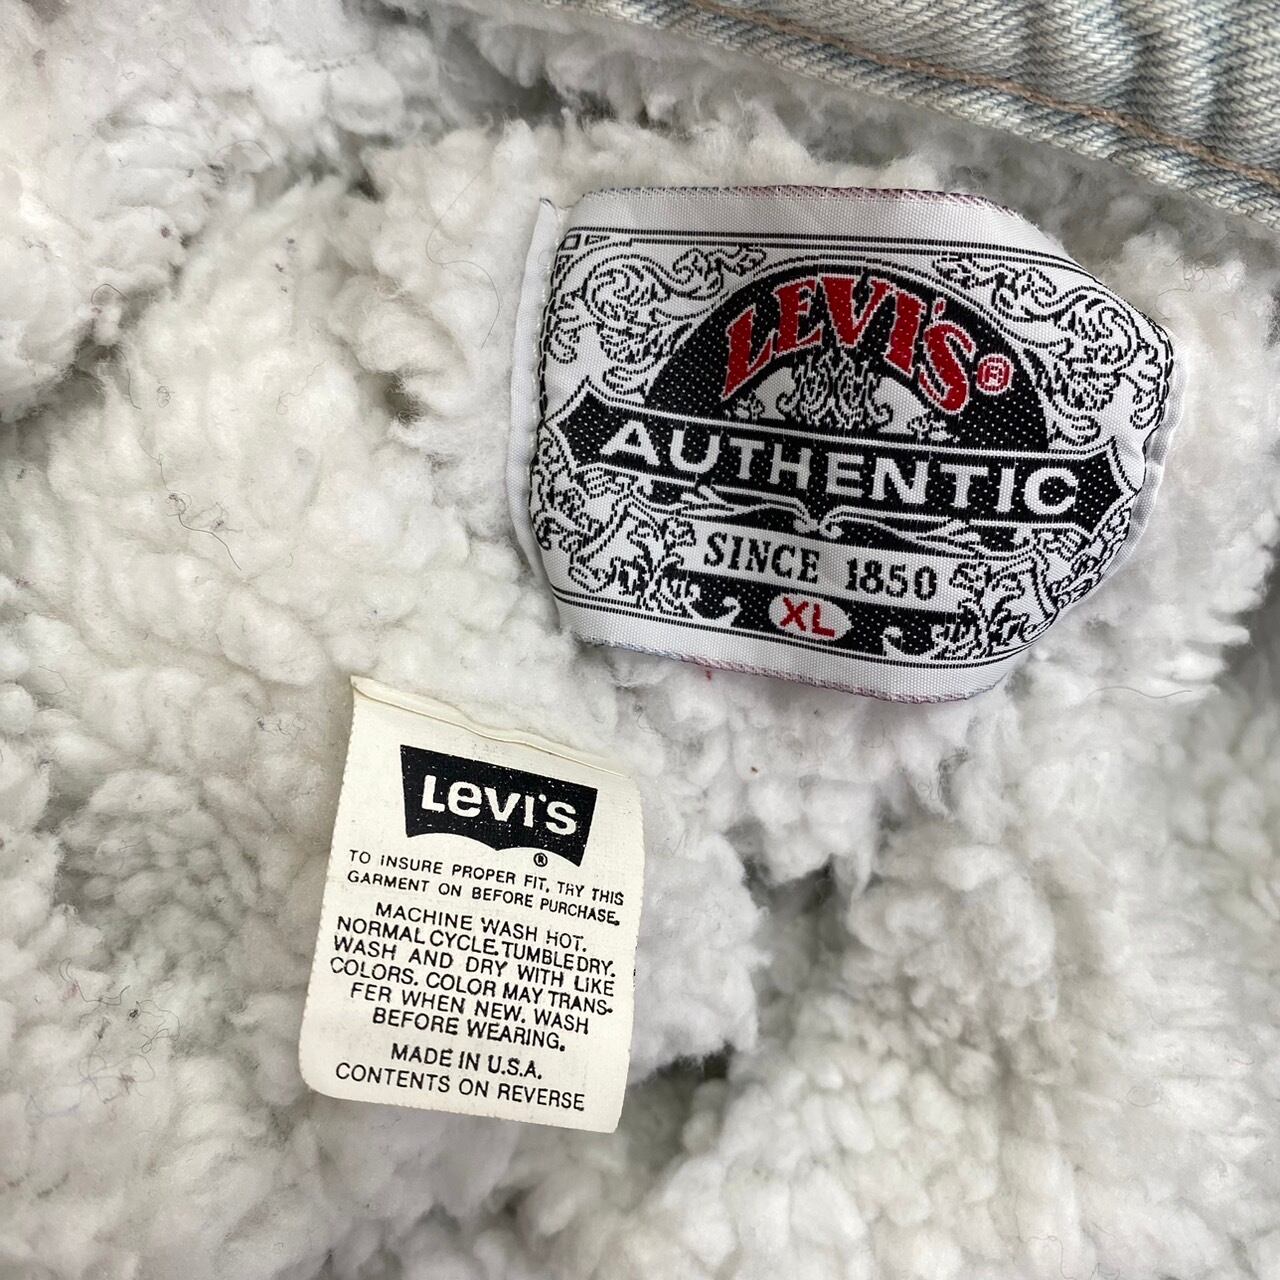 LEVI'S®
AUTHENTIC
SINCE 1850
XL
Levi's
®
TO INSURE PROPER FIT, TRY THIS
GARMENT ON BEFORE PURCHASE.
MACHINE WASH HOT.
NORMAL CYCLE. TUMBLE DRY.
WASH AND DRY WITH LIKE
COLORS. COLOR MAY TRANS-
FER WHEN NEW. WASH
BEFORE WEARING.
MADE IN U.S.A.
CONTENTS ON REVERSE